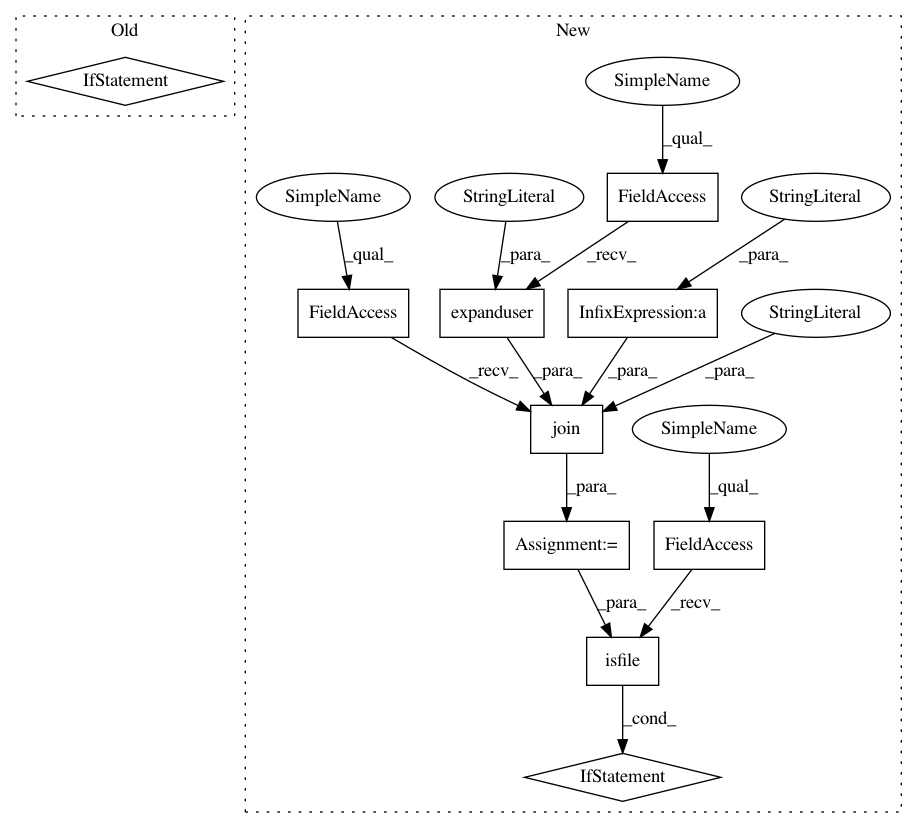 Old
New
IfStatement
SimpleName
_qual_
SimpleName
StringLiteral
FieldAccess
StringLiteral
_qual_
_para_
_recv_
_para_
FieldAccess
expanduser
InfixExpression:a
StringLiteral
_recv_
_para_
_para_
_para_
join
SimpleName
_para_
_qual_
Assignment:=
FieldAccess
_para_
_recv_
isfile
_cond_
IfStatement